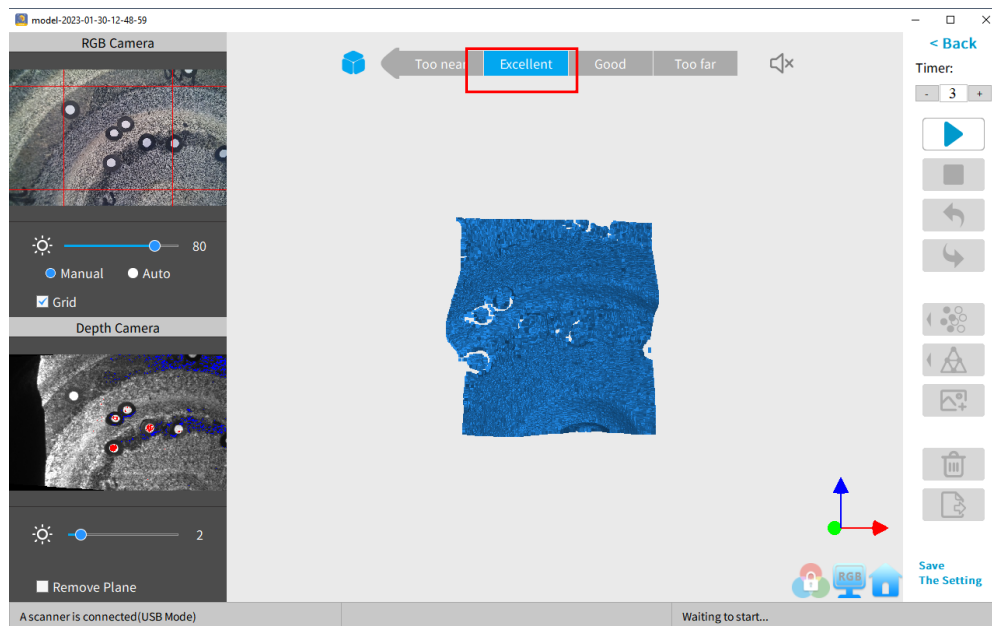 model-2023-01-30-12-48-59
RGB Camera
80
Manual
Auto
Grid
Depth Camera
2
Remove Plane
Too near
Excellent
Good
Too far
< Back
Timer:
- 3 +
RGB
Save
The Setting
A scanner is connected(USB Mode)
Waiting to start...